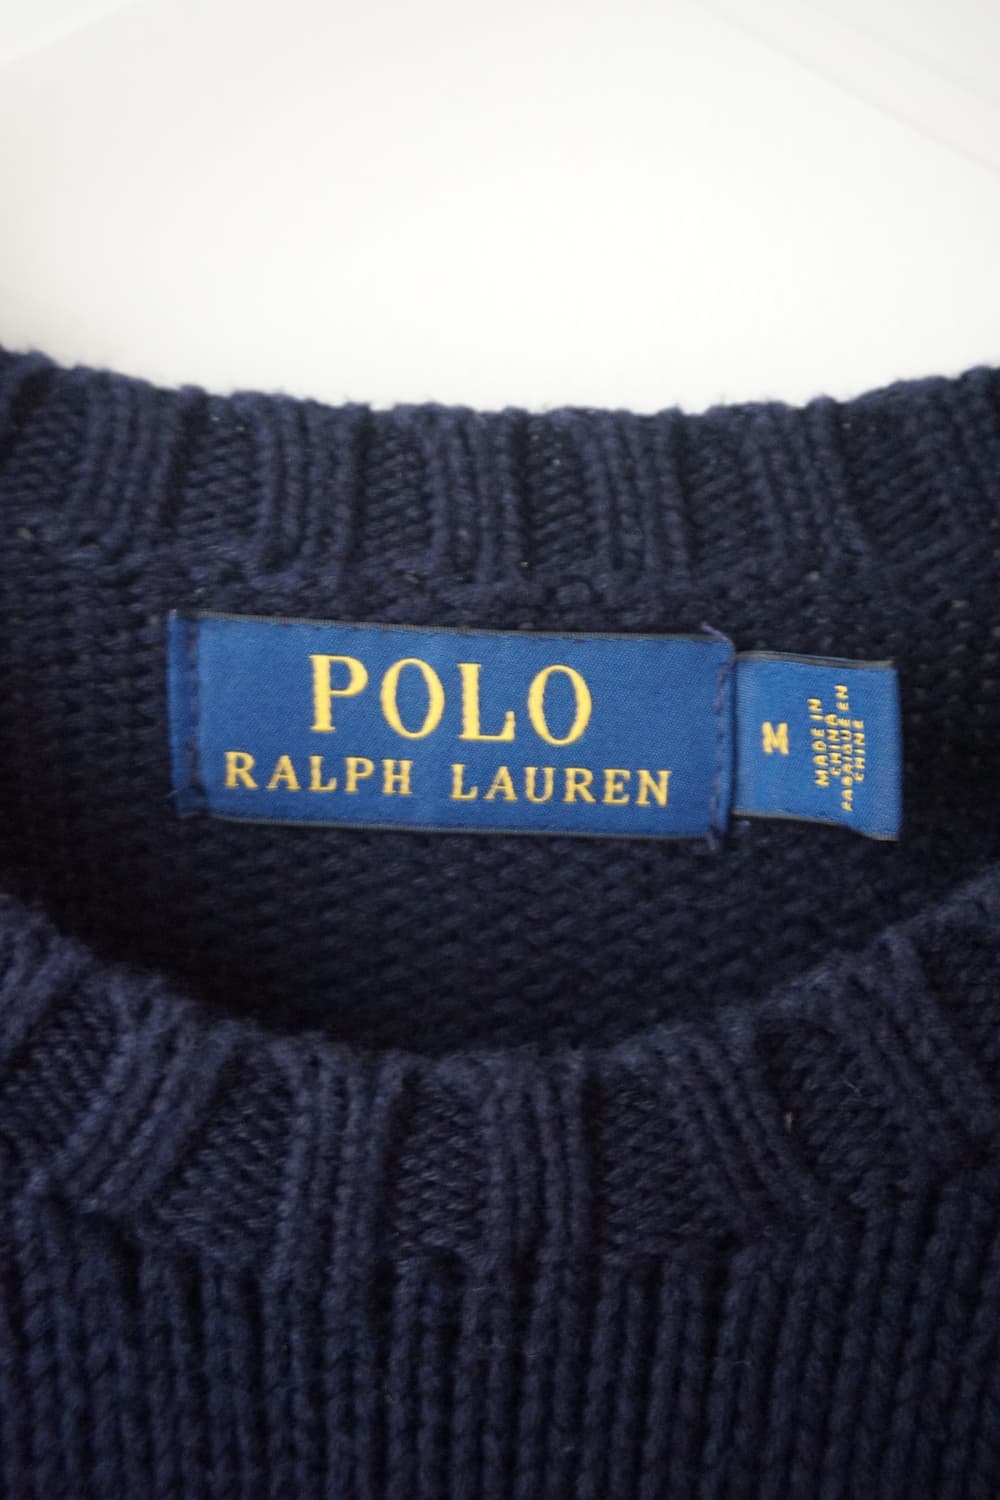 POLO
RALPH LAUREN
M
MADE IN
CHINA
FABRIQUÉ EN
CHINE